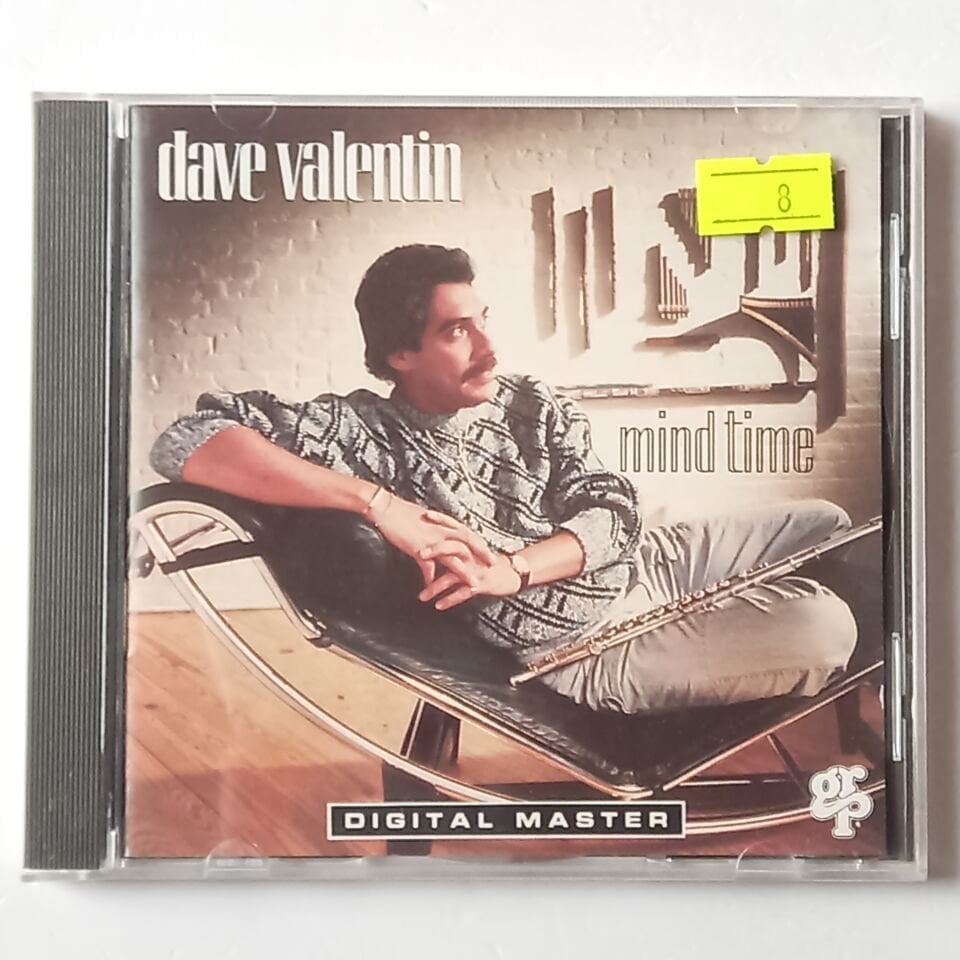 dave valentin
8
mind time
DIGITAL MASTER
grp